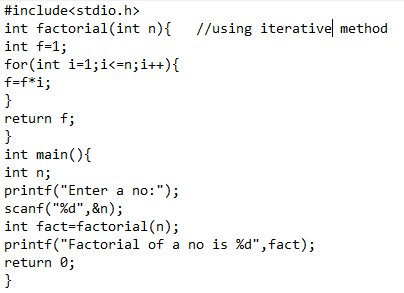 #include<stdio.h>
int factorial(int n){   //using iterative method
int f=1;
for(int i=1;i<=n;i++){
f=f*i;
}
return f;
}
int main(){
int n;
printf("Enter a no:");
scanf("%d",&n);
int fact=factorial(n);
printf("Factorial of a no is %d",fact);
return 0;
}